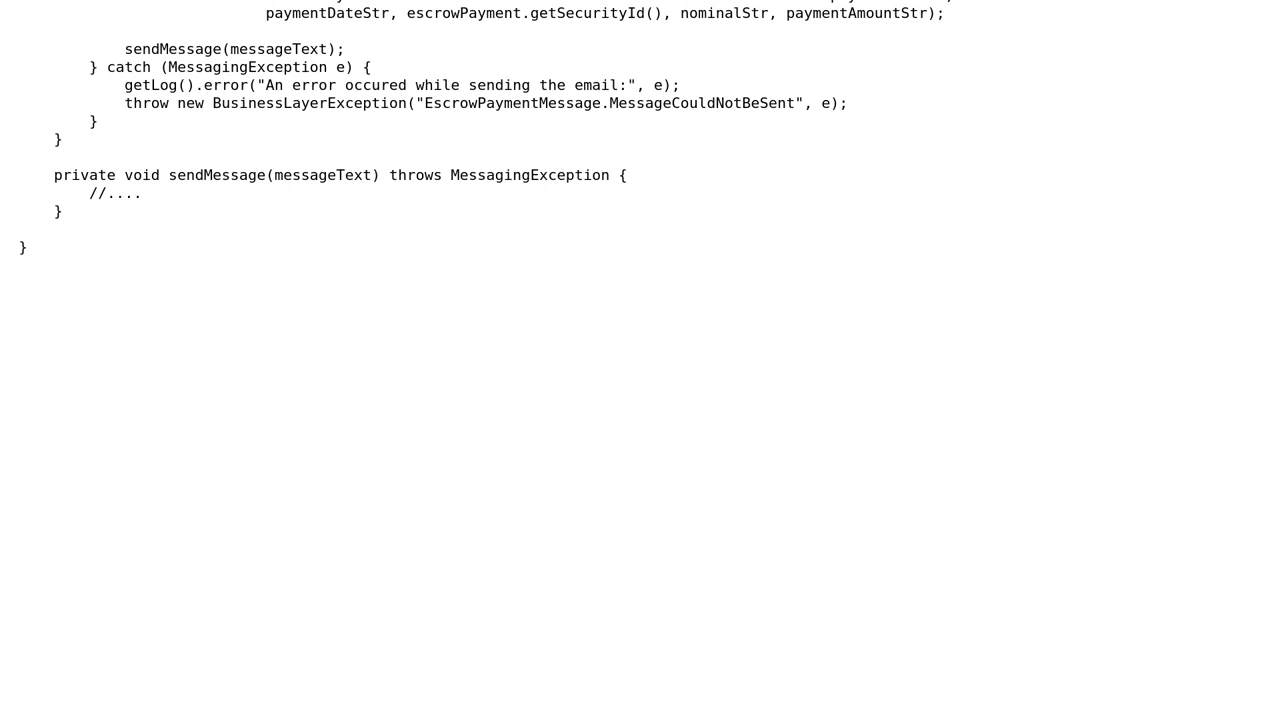 paymentDateStr, escrowPayment.getSecurityId(), nominalStr, paymentAmountStr);
sendMessage(messageText);
} catch (MessagingException e) {
getLog().error("An error occured while sending the email:", e);
throw new BusinessLayerException("EscrowPaymentMessage.MessageCouldNotBeSent", e);
}
}
private void sendMessage(messageText) throws MessagingException {
//....
}
}